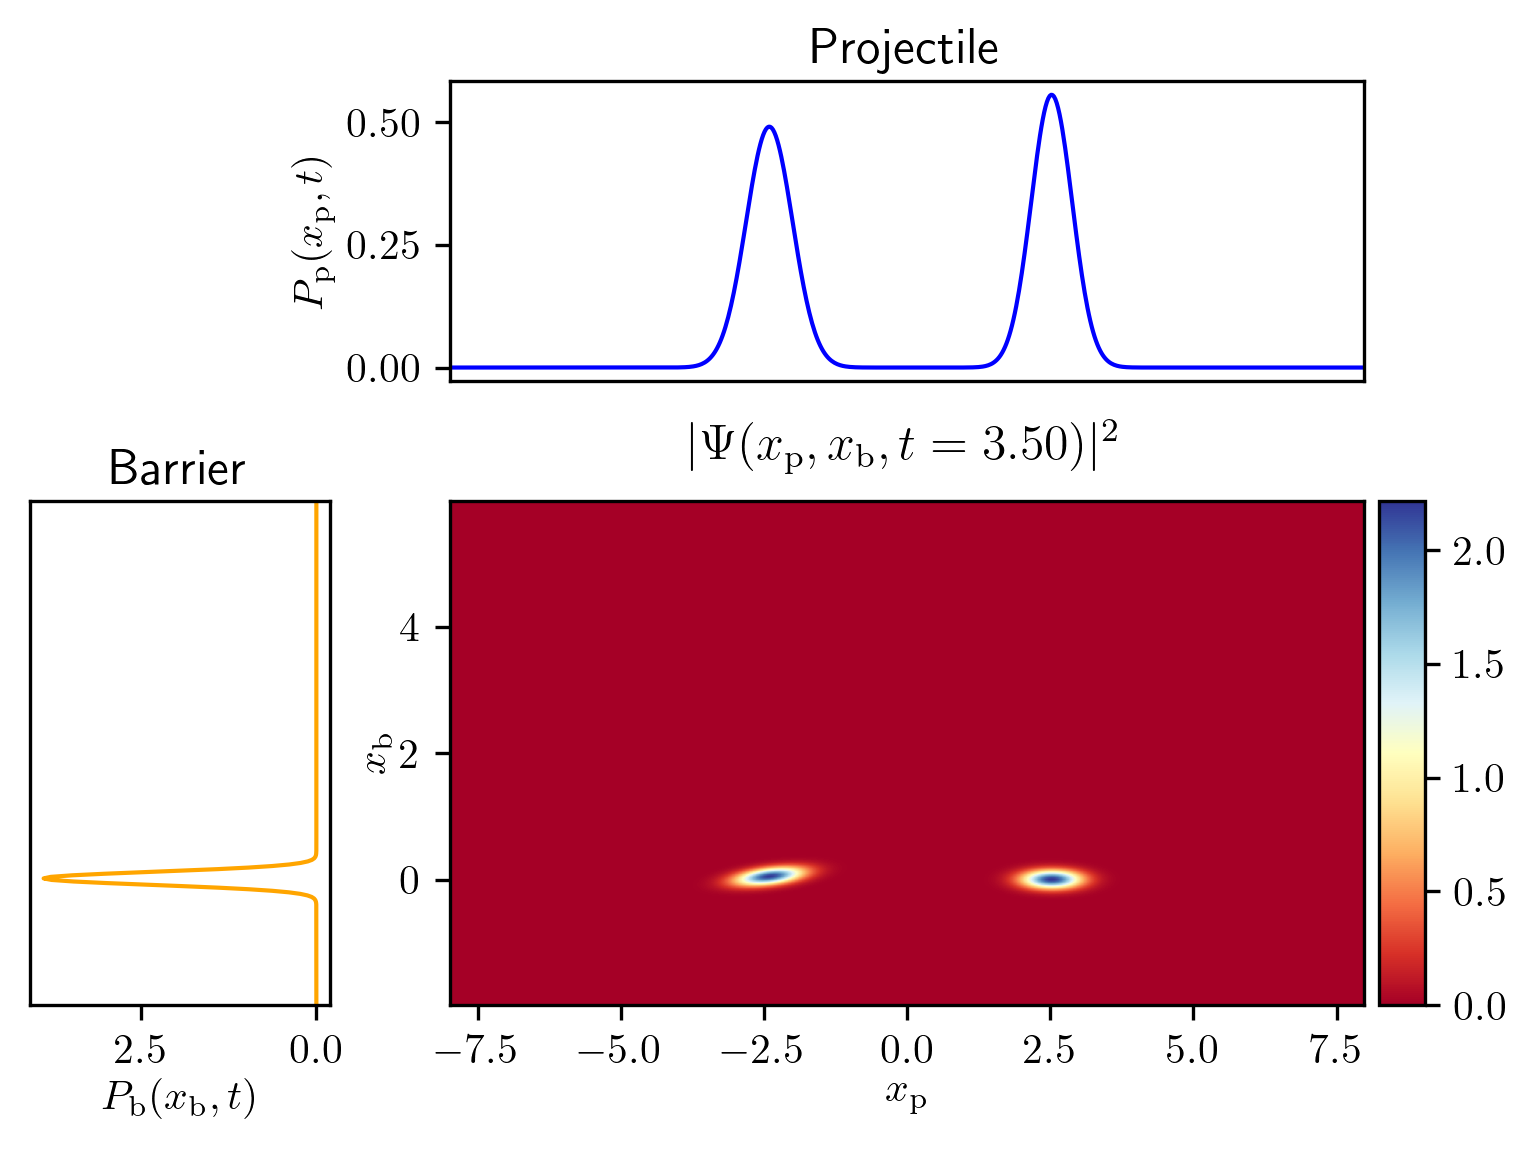 Projectile
0.50
0.25
0.00
P_p(x_p, t)
|Ψ(x_p, x_b, t = 3.50)|²
Barrier
2.5 0.0
P_b(x_b, t)
4
2
0
x_b
−7.5 −5.0 −2.5 0.0 2.5 5.0 7.5
x_p
2.0
1.5
1.0
0.5
0.0